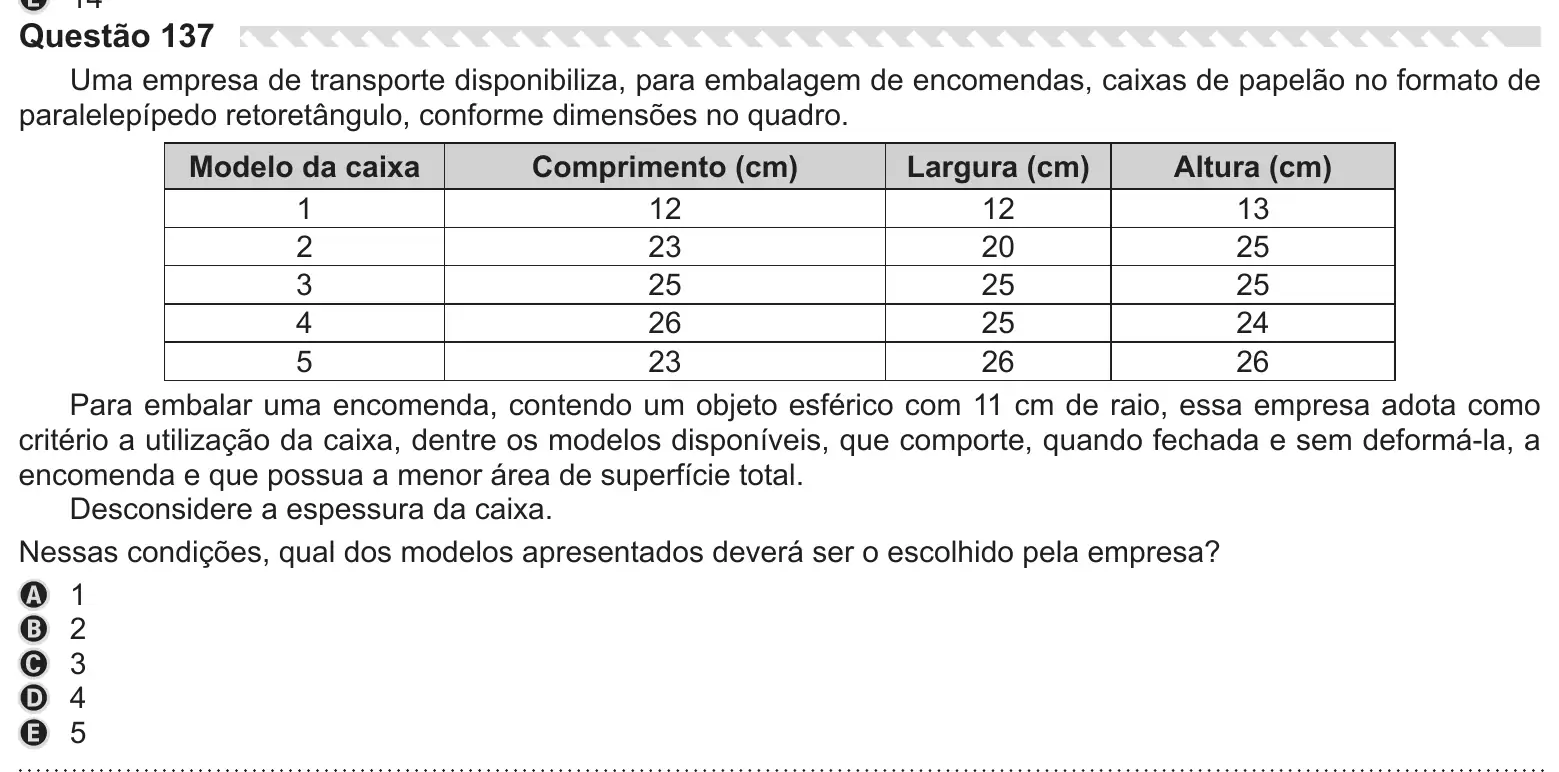 Questão 137
Uma empresa de transporte disponibiliza, para embalagem de encomendas, caixas de papelão no formato de
paralelepípedo retoretângulo, conforme dimensões no quadro.
Modelo da caixa Comprimento (cm) Largura (cm) Altura (cm)
1 12 12 13
2 23 20 25
3 25 25 25
4 26 25 24
5 23 26 26
Para embalar uma encomenda, contendo um objeto esférico com 11 cm de raio, essa empresa adota como
critério a utilização da caixa, dentre os modelos disponíveis, que comporte, quando fechada e sem deformá-la, a
encomenda e que possua a menor área de superfície total.
Desconsidere a espessura da caixa.
Nessas condições, qual dos modelos apresentados deverá ser o escolhido pela empresa?
A 1
B 2
C 3
D 4
E 5